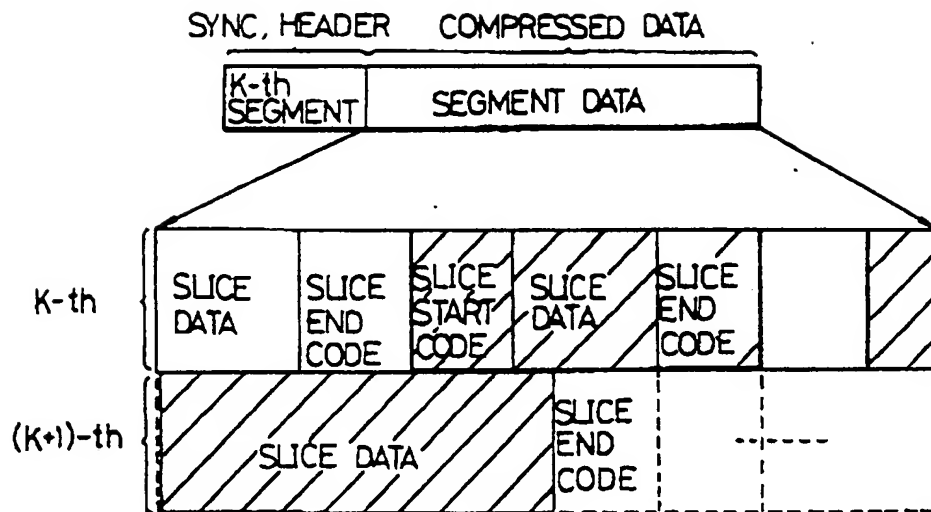 SYNC, HEADER COMPRESSED DATA
K-th
SEGMENT
SEGMENT DATA
K-th
SLICE
DATA
SLICE
END
CODE
SLICE
START
CODE
SLICE
DATA
SLICE
END
CODE
(K+1)-th
SLICE DATA
SLICE
END
CODE